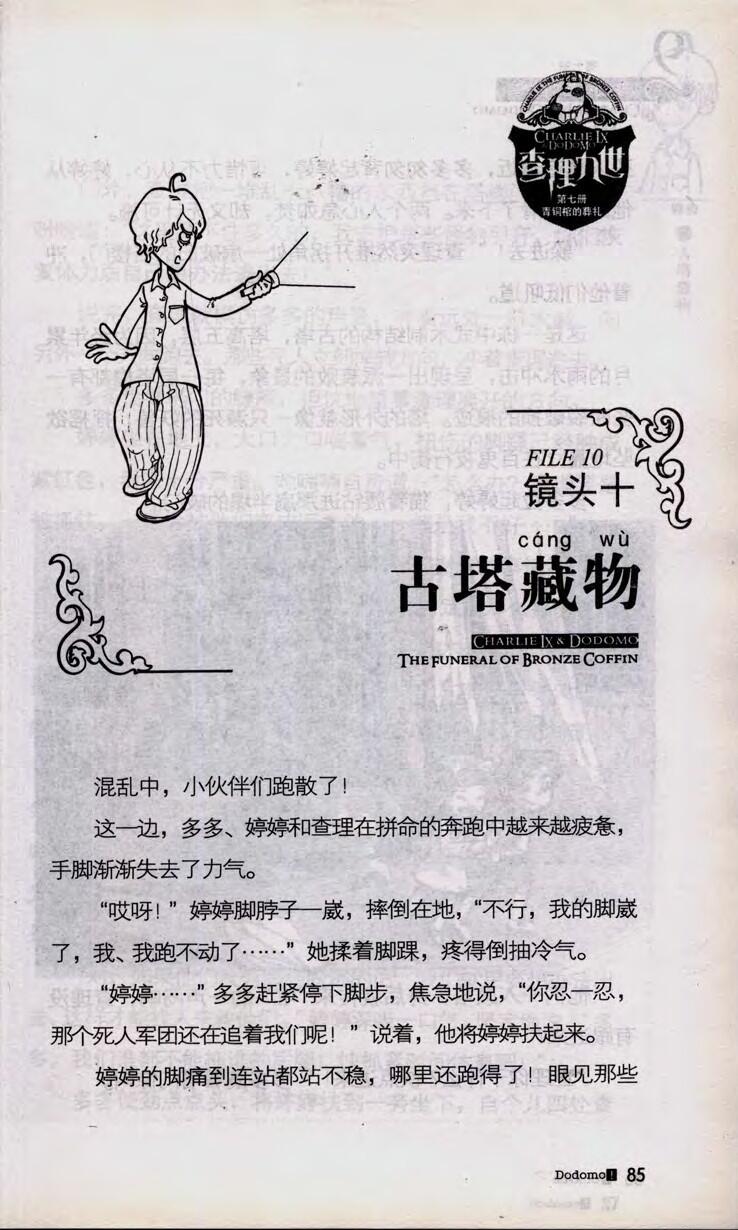 CHARLIE IX THE FUNERAL OF BRONZE COFFIN
CHARLIE IX
& DODOMO
查理九世
第七册
青铜棺的葬礼
FILE 10
镜头十
cáng wù
古塔藏物
CHARLIE IX & DODOMO
THE FUNERAL OF BRONZE COFFIN
混乱中，小伙伴们跑散了！
这一边，多多、婷婷和查理在拼命的奔跑中越来越疲惫，
手脚渐渐失去了力气。
“哎呀！”婷婷脚脖子一崴，摔倒在地，“不行，我的脚崴
了，我、我跑不动了……”她揉着脚踝，疼得倒抽冷气。
“婷婷……”多多赶紧停下脚步，焦急地说，“你忍一忍，
那个死人军团还在追着我们呢！”说着，他将婷婷扶起来。
婷婷的脚痛到连站都站不稳，哪里还跑得了！眼见那些
Dodomo! 85